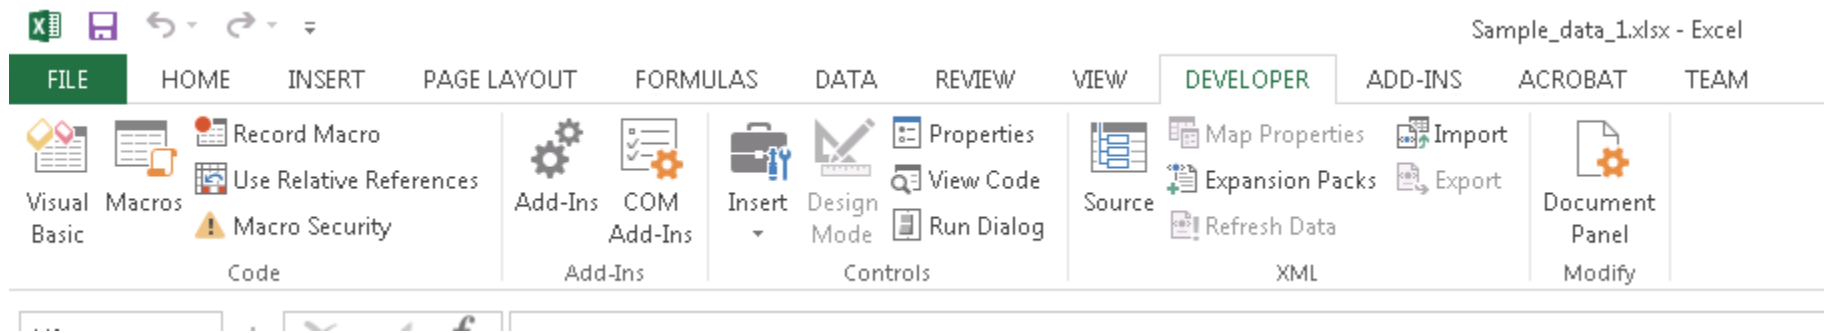 Sample_data_1.xlsx - Excel
FILE HOME INSERT PAGE LAYOUT FORMULAS DATA REVIEW VIEW DEVELOPER ADD-INS ACROBAT TEAM
Visual Basic
Macros
Record Macro
Use Relative References
Macro Security
Code
Add-Ins
COM Add-Ins
Add-Ins
Insert
Design Mode
Properties
View Code
Run Dialog
Controls
Source
Map Properties
Expansion Packs
Refresh Data
Import
Export
XML
Document Panel
Modify